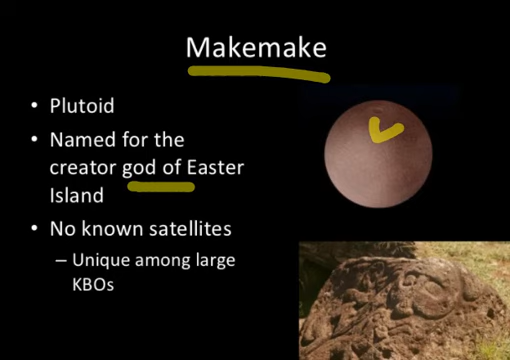 Makemake
• Plutoid
• Named for the
creator god of Easter
Island
• No known satellites
– Unique among large
KBOs